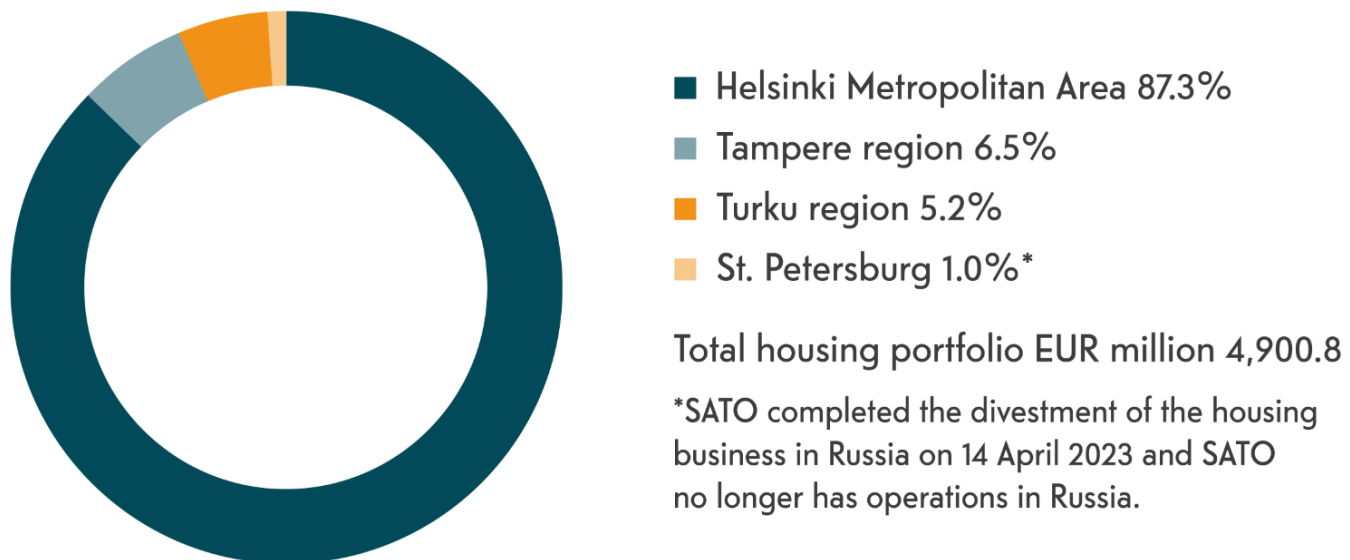 Helsinki Metropolitan Area 87.3%
Tampere region 6.5%
Turku region 5.2%
St. Petersburg 1.0%*
Total housing portfolio EUR million 4,900.8
*SATO completed the divestment of the housing
business in Russia on 14 April 2023 and SATO
no longer has operations in Russia.